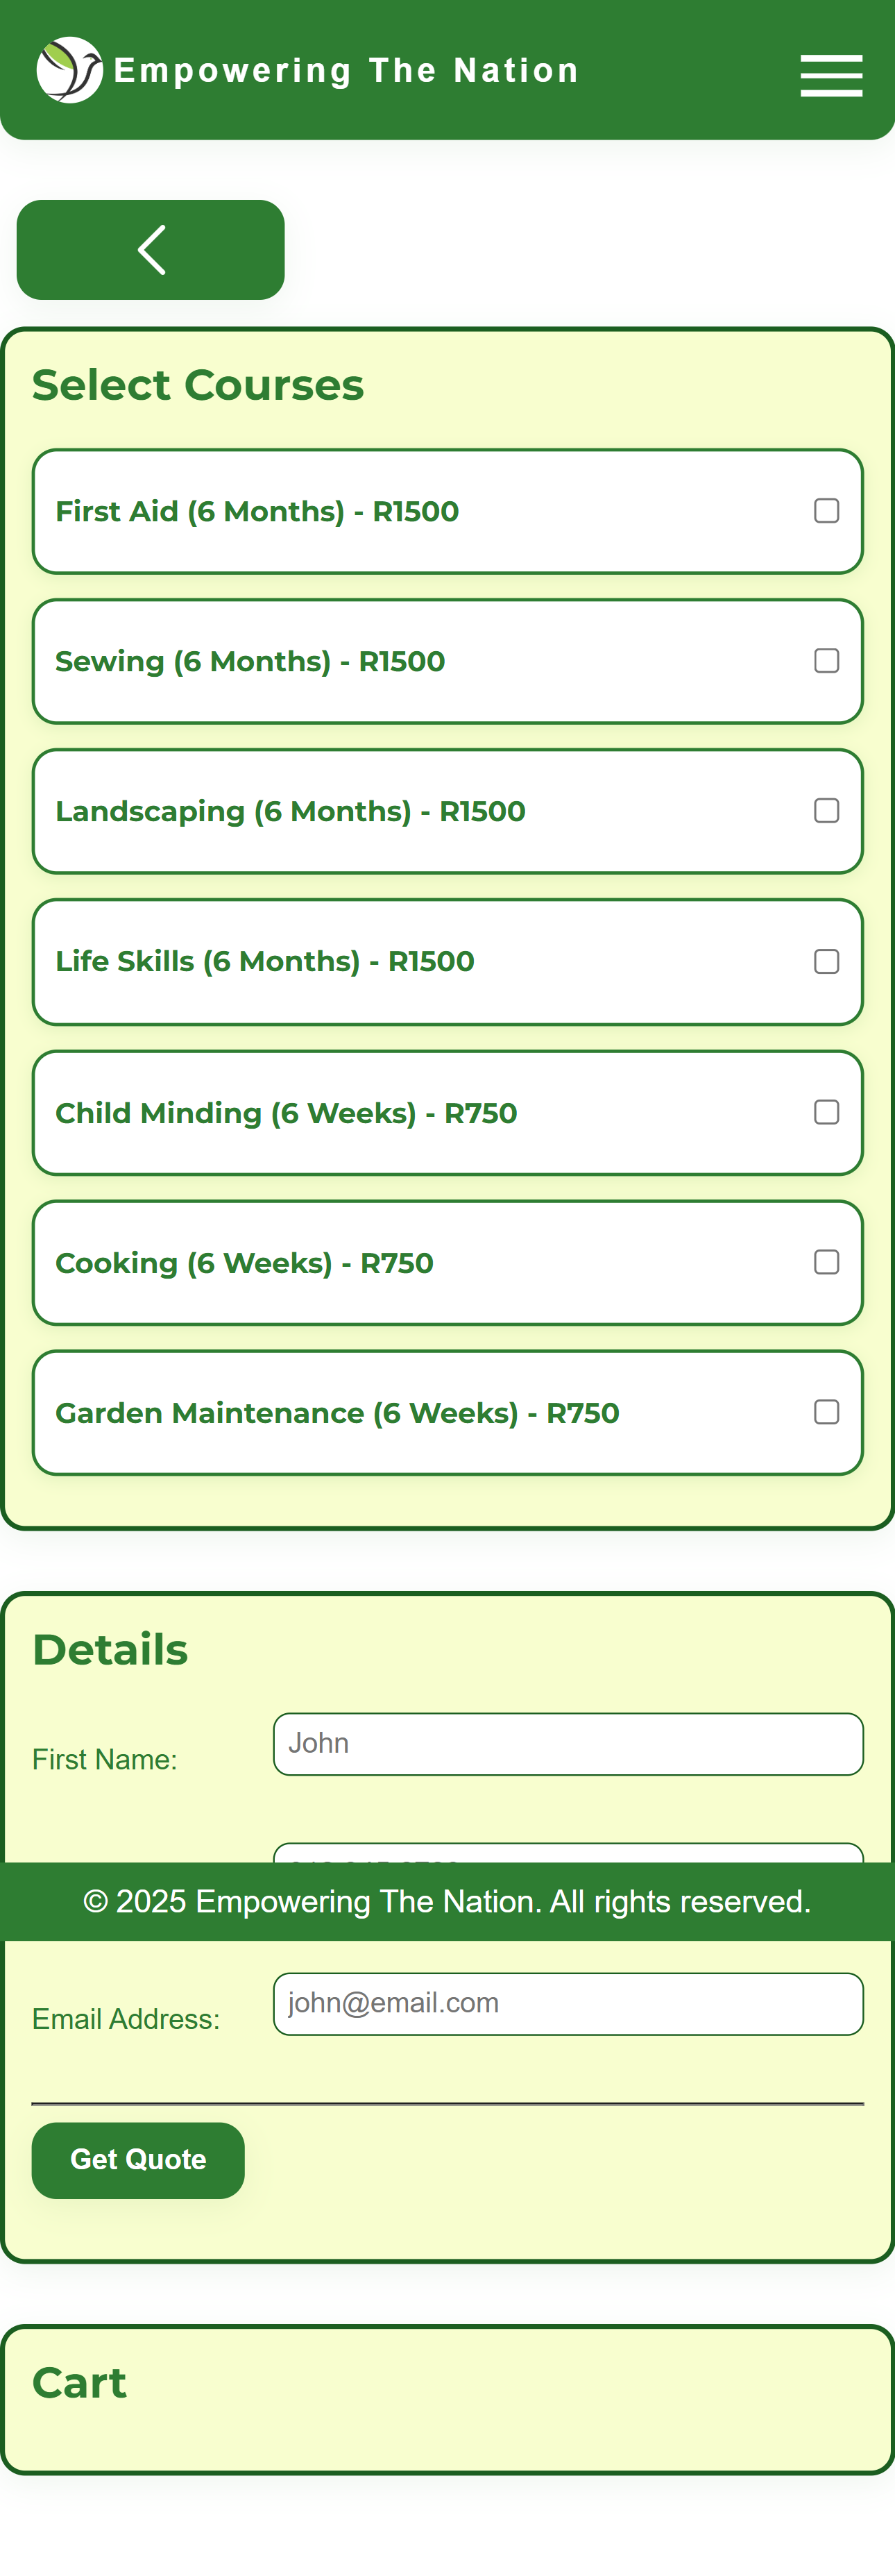 Empowering The Nation
Select Courses
First Aid (6 Months) - R1500
Sewing (6 Months) - R1500
Landscaping (6 Months) - R1500
Life Skills (6 Months) - R1500
Child Minding (6 Weeks) - R750
Cooking (6 Weeks) - R750
Garden Maintenance (6 Weeks) - R750
Details
First Name: John
© 2025 Empowering The Nation. All rights reserved.
Email Address: john@email.com
Get Quote
Cart